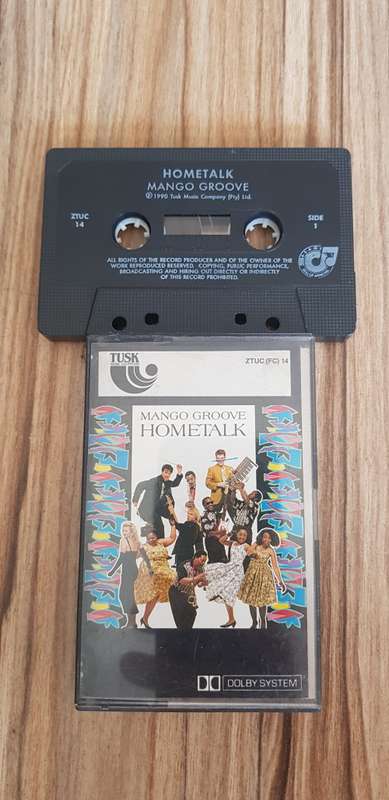 HOMETALK
MANGO GROOVE
℗1990 Tusk Music Company (Pty) Ltd.
ZTUC
14
SIDE
1
ALL RIGHTS OF THE RECORD PRODUCER AND OF THE OWNER OF THE
WORK REPRODUCED RESERVED. COPYING, PUBLIC PERFORMANCE,
BROADCASTING AND HIRING OUT DIRECTLY OR INDIRECTLY
OF THIS RECORD PROHIBITED.
TUSK
ZTUC (FC) 14
MANGO GROOVE
HOMETALK
DOLBY SYSTEM